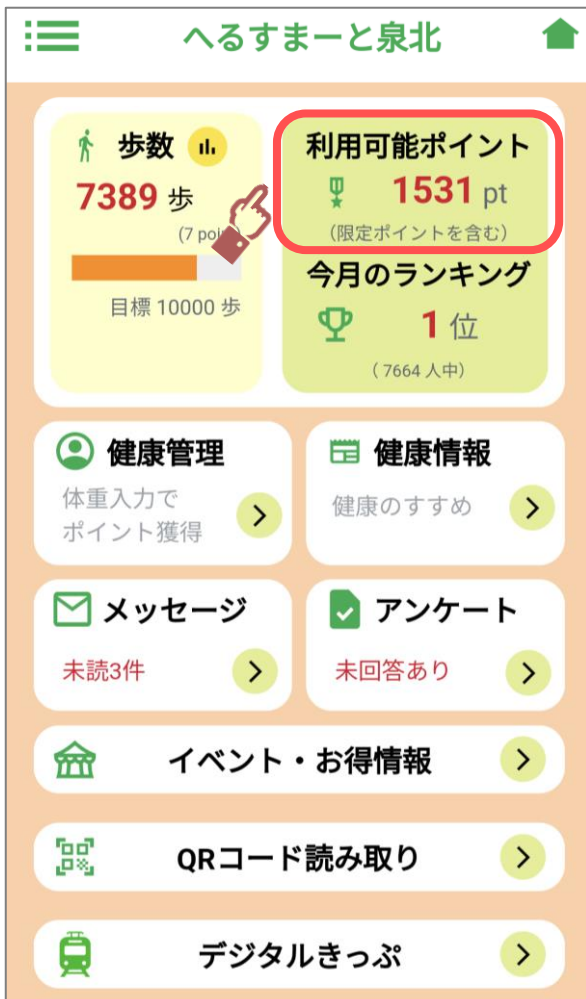 へるすまーと泉北
歩数
7389 歩
目標 10000 歩
利用可能ポイント
1531 pt
(限定ポイントを含む)
今月のランキング
1 位
( 7664 人中)
健康管理
体重入力で
ポイント獲得
健康情報
健康のすすめ
メッセージ
未読3件
アンケート
未回答あり
イベント・お得情報
QRコード読み取り
デジタルきっぷ